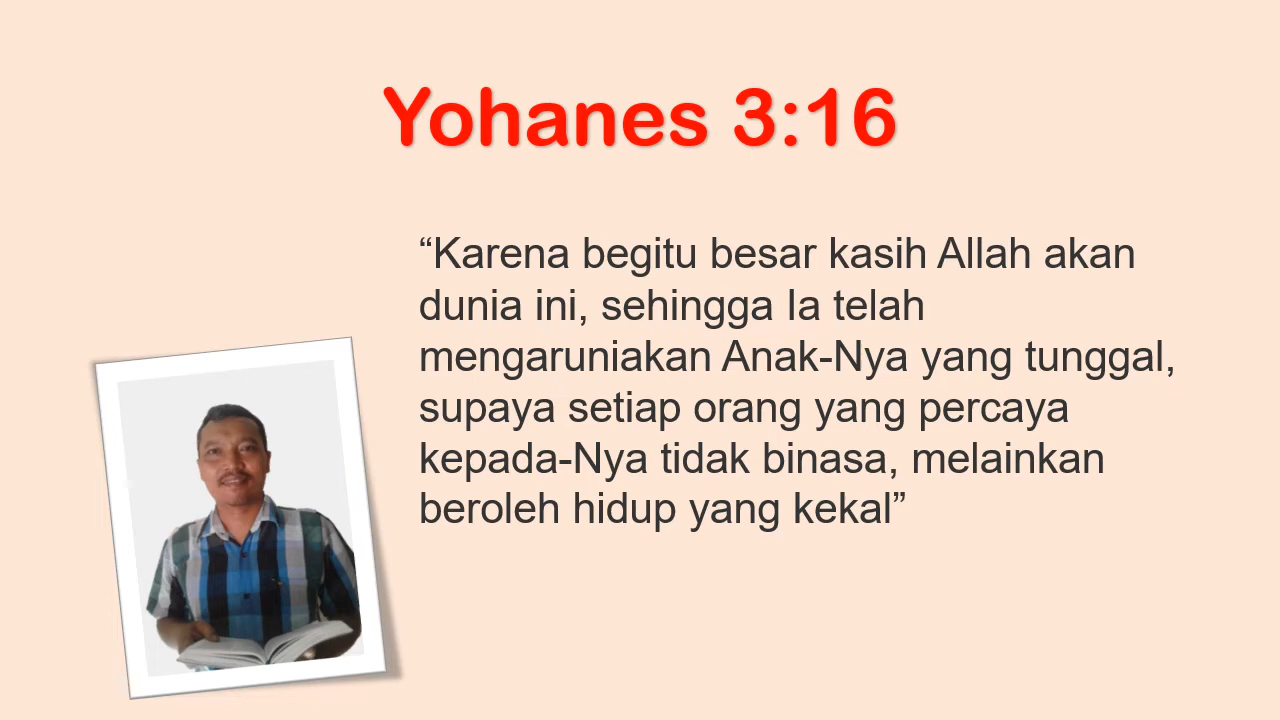 Yohanes 3:16
“Karena begitu besar kasih Allah akan
dunia ini, sehingga Ia telah
mengaruniakan Anak-Nya yang tunggal,
supaya setiap orang yang percaya
kepada-Nya tidak binasa, melainkan
beroleh hidup yang kekal”